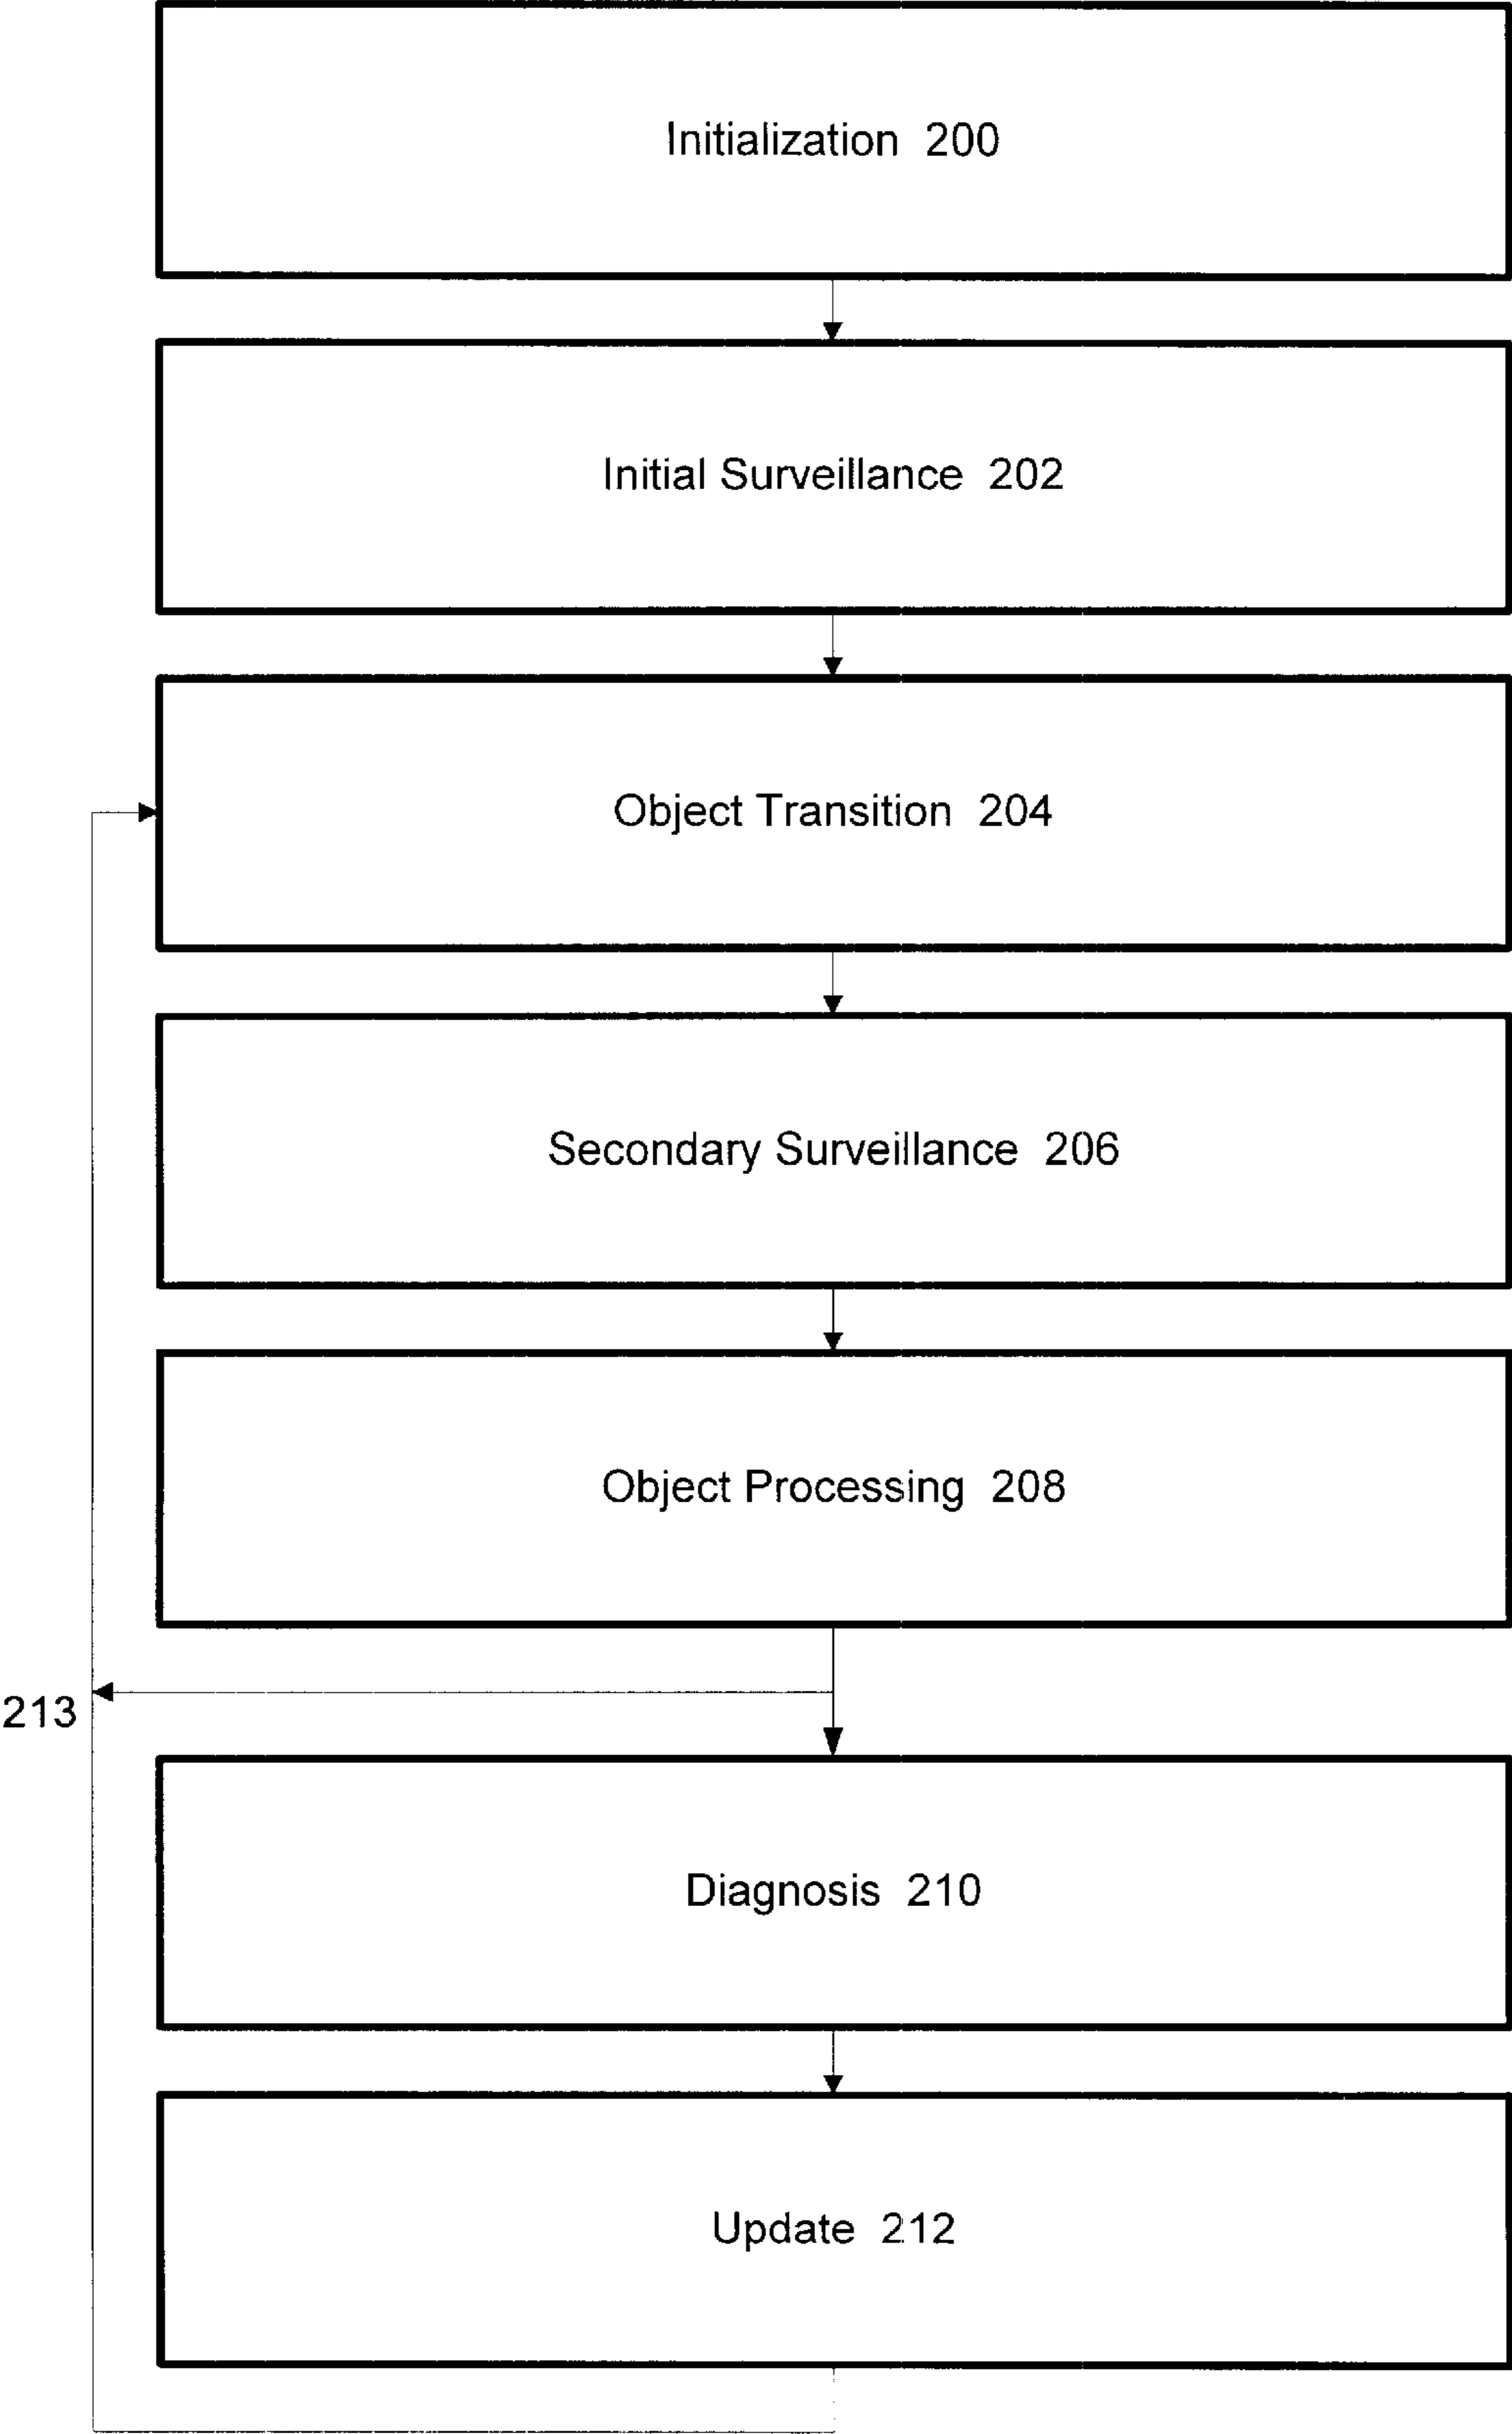 Initialization 200
Initial Surveillance 202
Object Transition 204
Secondary Surveillance 206
Object Processing 208
213
Diagnosis 210
Update 212